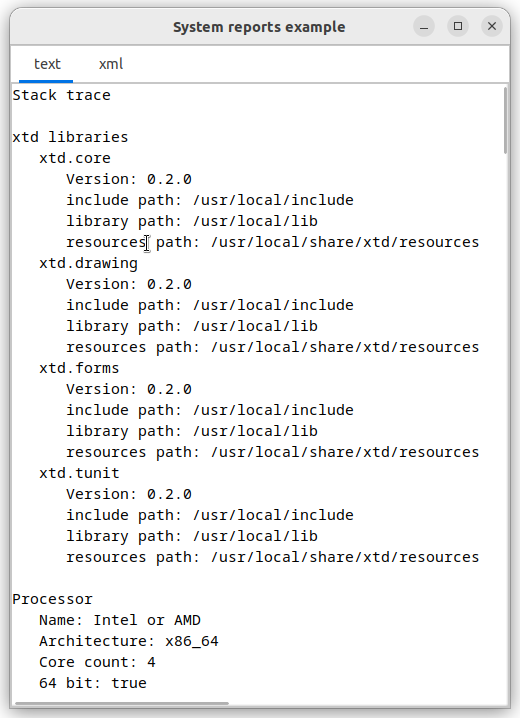 System reports example
text xml
Stack trace
xtd libraries
xtd.core
Version: 0.2.0
include path: /usr/local/include
library path: /usr/local/lib
resources path: /usr/local/share/xtd/resources
xtd.drawing
Version: 0.2.0
include path: /usr/local/include
library path: /usr/local/lib
resources path: /usr/local/share/xtd/resources
xtd.forms
Version: 0.2.0
include path: /usr/local/include
library path: /usr/local/lib
resources path: /usr/local/share/xtd/resources
xtd.tunit
Version: 0.2.0
include path: /usr/local/include
library path: /usr/local/lib
resources path: /usr/local/share/xtd/resources
Processor
Name: Intel or AMD
Architecture: x86_64
Core count: 4
64 bit: true